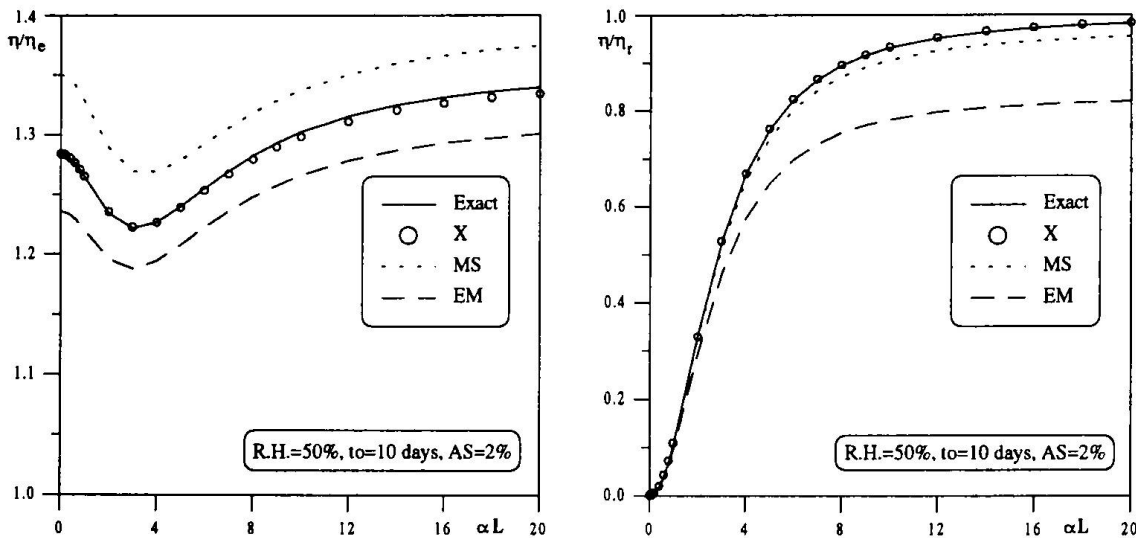 1.4
η/ηe
1.3
1.2
1.1
1.0
0
4
8
12
16
αL
20
Exact
X
MS
EM
R.H.=50%, to=10 days, AS=2%
1.0
η/ηr
0.8
0.6
0.4
0.2
0.0
0
4
8
12
16
αL
20
Exact
X
MS
EM
R.H.=50%, to=10 days, AS=2%